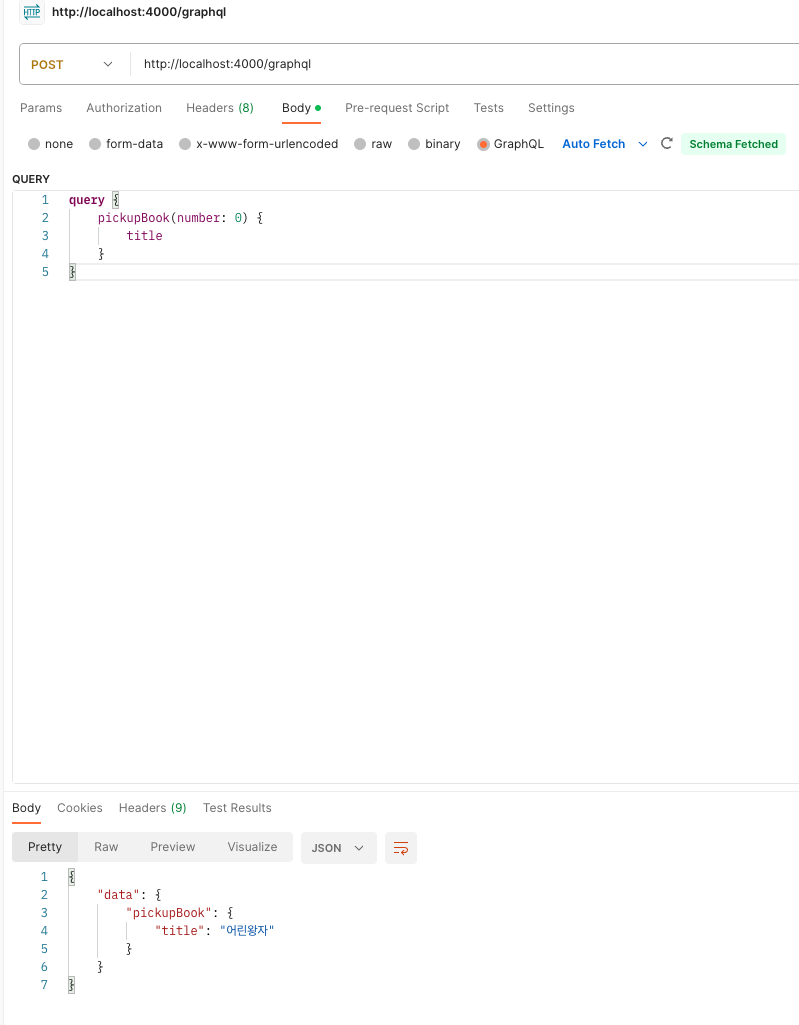 HTTP http://localhost:4000/graphql
POST http://localhost:4000/graphql
Params Authorization Headers (8) Body Pre-request Script Tests Settings
none form-data x-www-form-urlencoded raw binary GraphQL Auto Fetch Schema Fetched
QUERY
1 query {
2 pickupBook(number: 0) {
3 title
4 }
5 }
Body Cookies Headers (9) Test Results
Pretty Raw Preview Visualize JSON
1 {
2 "data": {
3 "pickupBook": {
4 "title": "어린왕자"
5 }
6 }
7 }